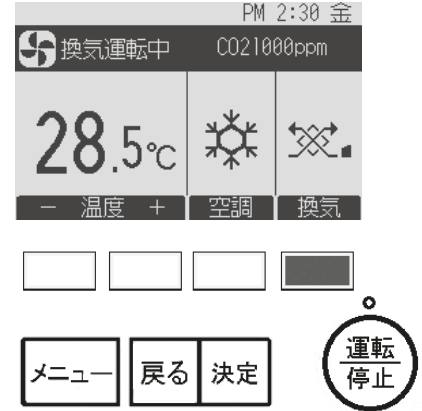 PM 2:30 金
換気運転中 CO21000ppm
28.5℃
− 温度 + 空調 換気
メニュー 戻る 決定
運転
停止